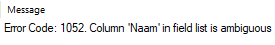 Message
Error Code: 1052. Column 'Naam' in field list is ambiguous